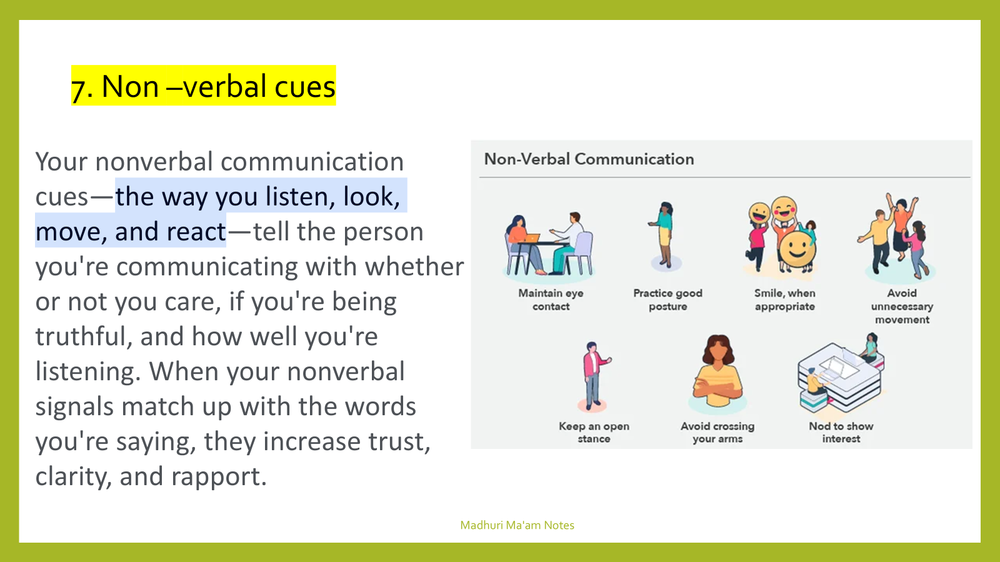 7. Non –verbal cues
Your nonverbal communication
cues—the way you listen, look,
move, and react—tell the person
you're communicating with whether
or not you care, if you're being
truthful, and how well you're
listening. When your nonverbal
signals match up with the words
you're saying, they increase trust,
clarity, and rapport.
Non-Verbal Communication
Maintain eye
contact
Practice good
posture
Smile, when
appropriate
Avoid
unnecessary
movement
Keep an open
stance
Avoid crossing
your arms
Nod to show
interest
Madhuri Ma'am Notes